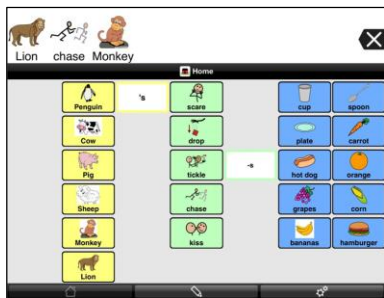 Lion chase Monkey
Home
Penguin 's scare cup spoon
Cow drop plate carrot
Pig tickle -s hot dog orange
Sheep chase grapes corn
Monkey kiss bananas hamburger
Lion